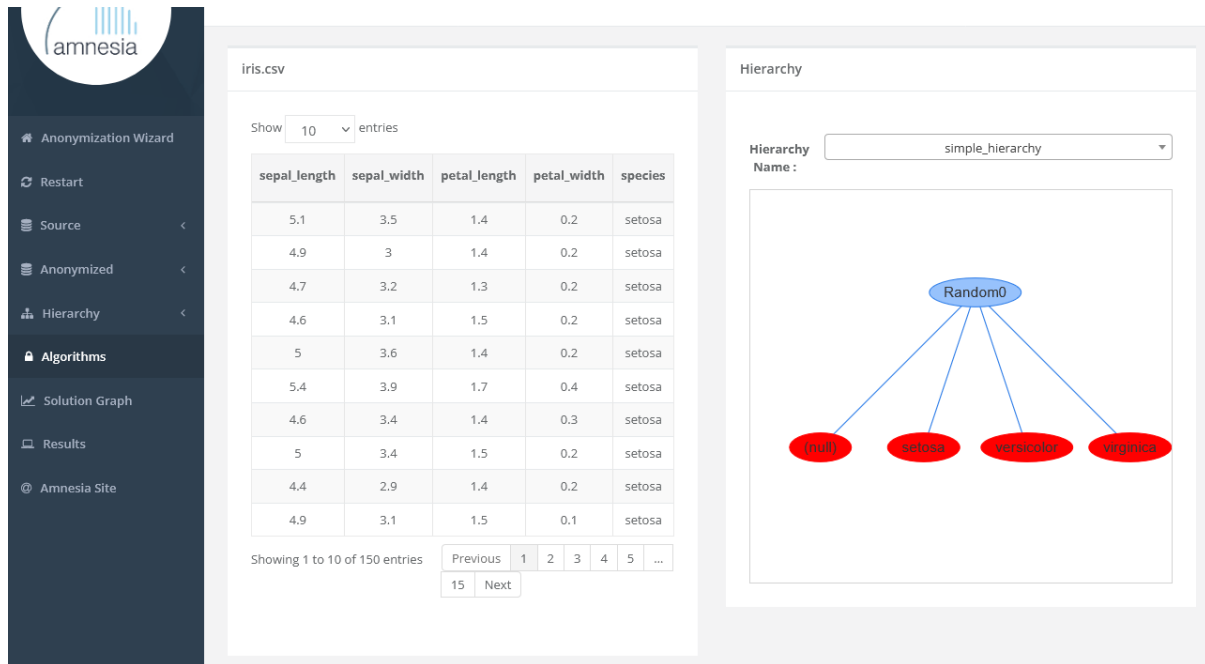 amnesia
Anonymization Wizard
Restart
Source
Anonymized
Hierarchy
Algorithms
Solution Graph
Results
@ Amnesia Site
iris.csv
Show 10 entries
sepal_length sepal_width petal_length petal_width species
5.1 3.5 1.4 0.2 setosa
4.9 3 1.4 0.2 setosa
4.7 3.2 1.3 0.2 setosa
4.6 3.1 1.5 0.2 setosa
5 3.6 1.4 0.2 setosa
5.4 3.9 1.7 0.4 setosa
4.6 3.4 1.4 0.3 setosa
5 3.4 1.5 0.2 setosa
4.4 2.9 1.4 0.2 setosa
4.9 3.1 1.5 0.1 setosa
Showing 1 to 10 of 150 entries
Previous 1 2 3 4 5 ...
15 Next
Hierarchy
Hierarchy
Name :
simple_hierarchy
Random0
(null) setosa versicolor virginica